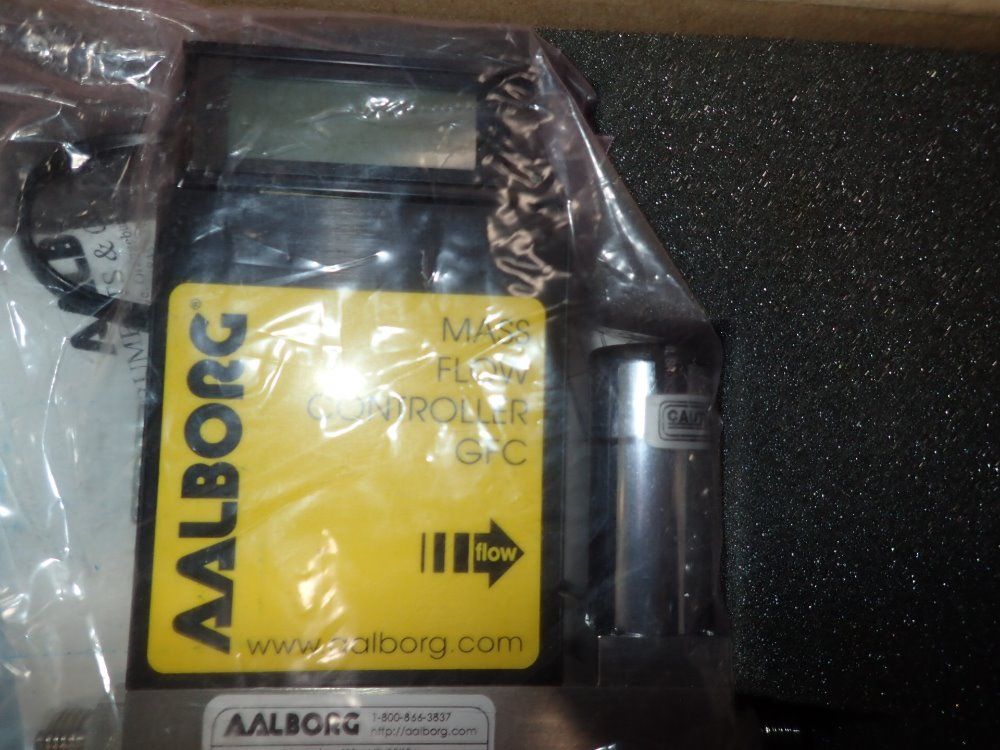 AALBORG®
MASS
FLOW
CONTROLLER
GFC
flow
www.aalborg.com
AALBORG 1-800-866-3837
http://aalborg.com